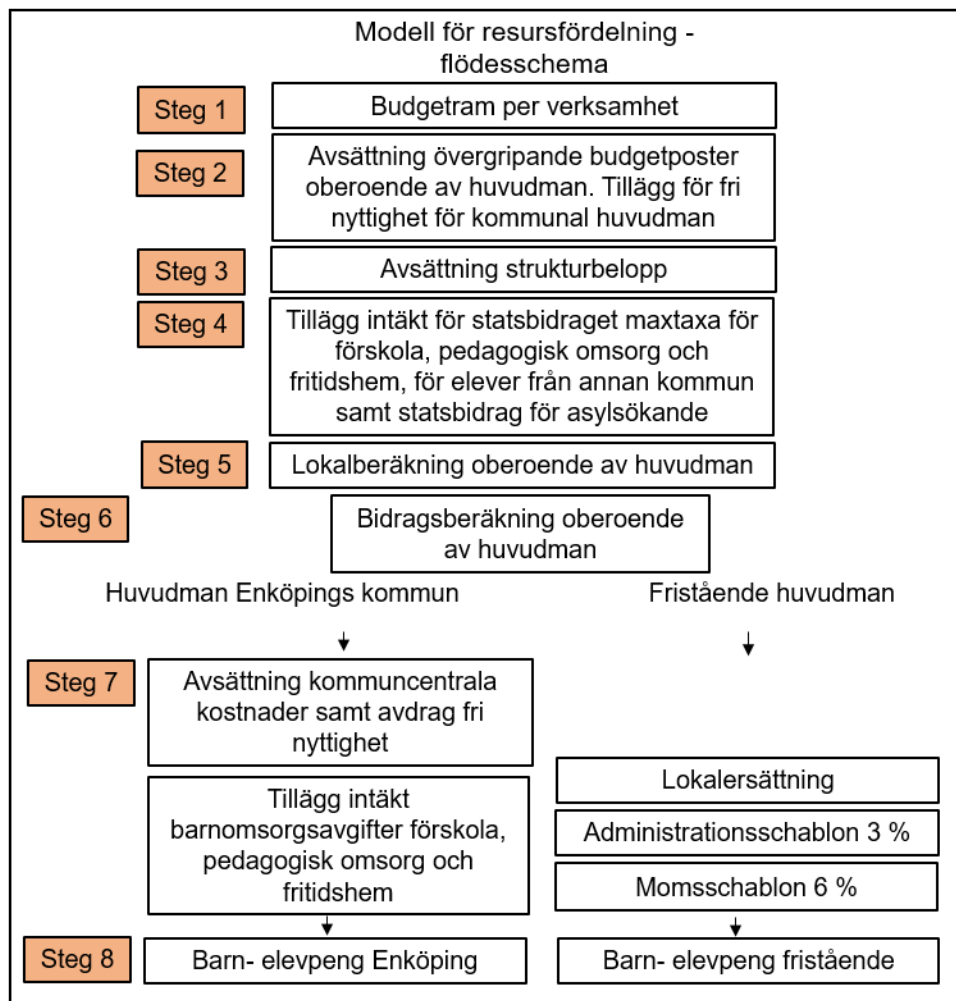 Modell för resursfördelning -
flödesschema
Steg 1
Budgetram per verksamhet
Steg 2
Avsättning övergripande budgetposter
oberoende av huvudman. Tillägg för fri
nyttighet för kommunal huvudman
Steg 3
Avsättning strukturbelopp
Steg 4
Tillägg intäkt för statsbidraget maxtaxa för
förskola, pedagogisk omsorg och
fritidshem, för elever från annan kommun
samt statsbidrag för asylsökande
Steg 5
Lokalberäkning oberoende av huvudman
Steg 6
Bidragsberäkning oberoende
av huvudman
Huvudman Enköpings kommun
Fristående huvudman
Steg 7
Avsättning kommuncentrala
kostnader samt avdrag fri
nyttighet
Tillägg intäkt
barnomsorgsavgifter förskola,
pedagogisk omsorg och
fritidshem
Lokalersättning
Administrationsschablon 3 %
Momsschablon 6 %
Steg 8
Barn- elevpeng Enköping
Barn- elevpeng fristående